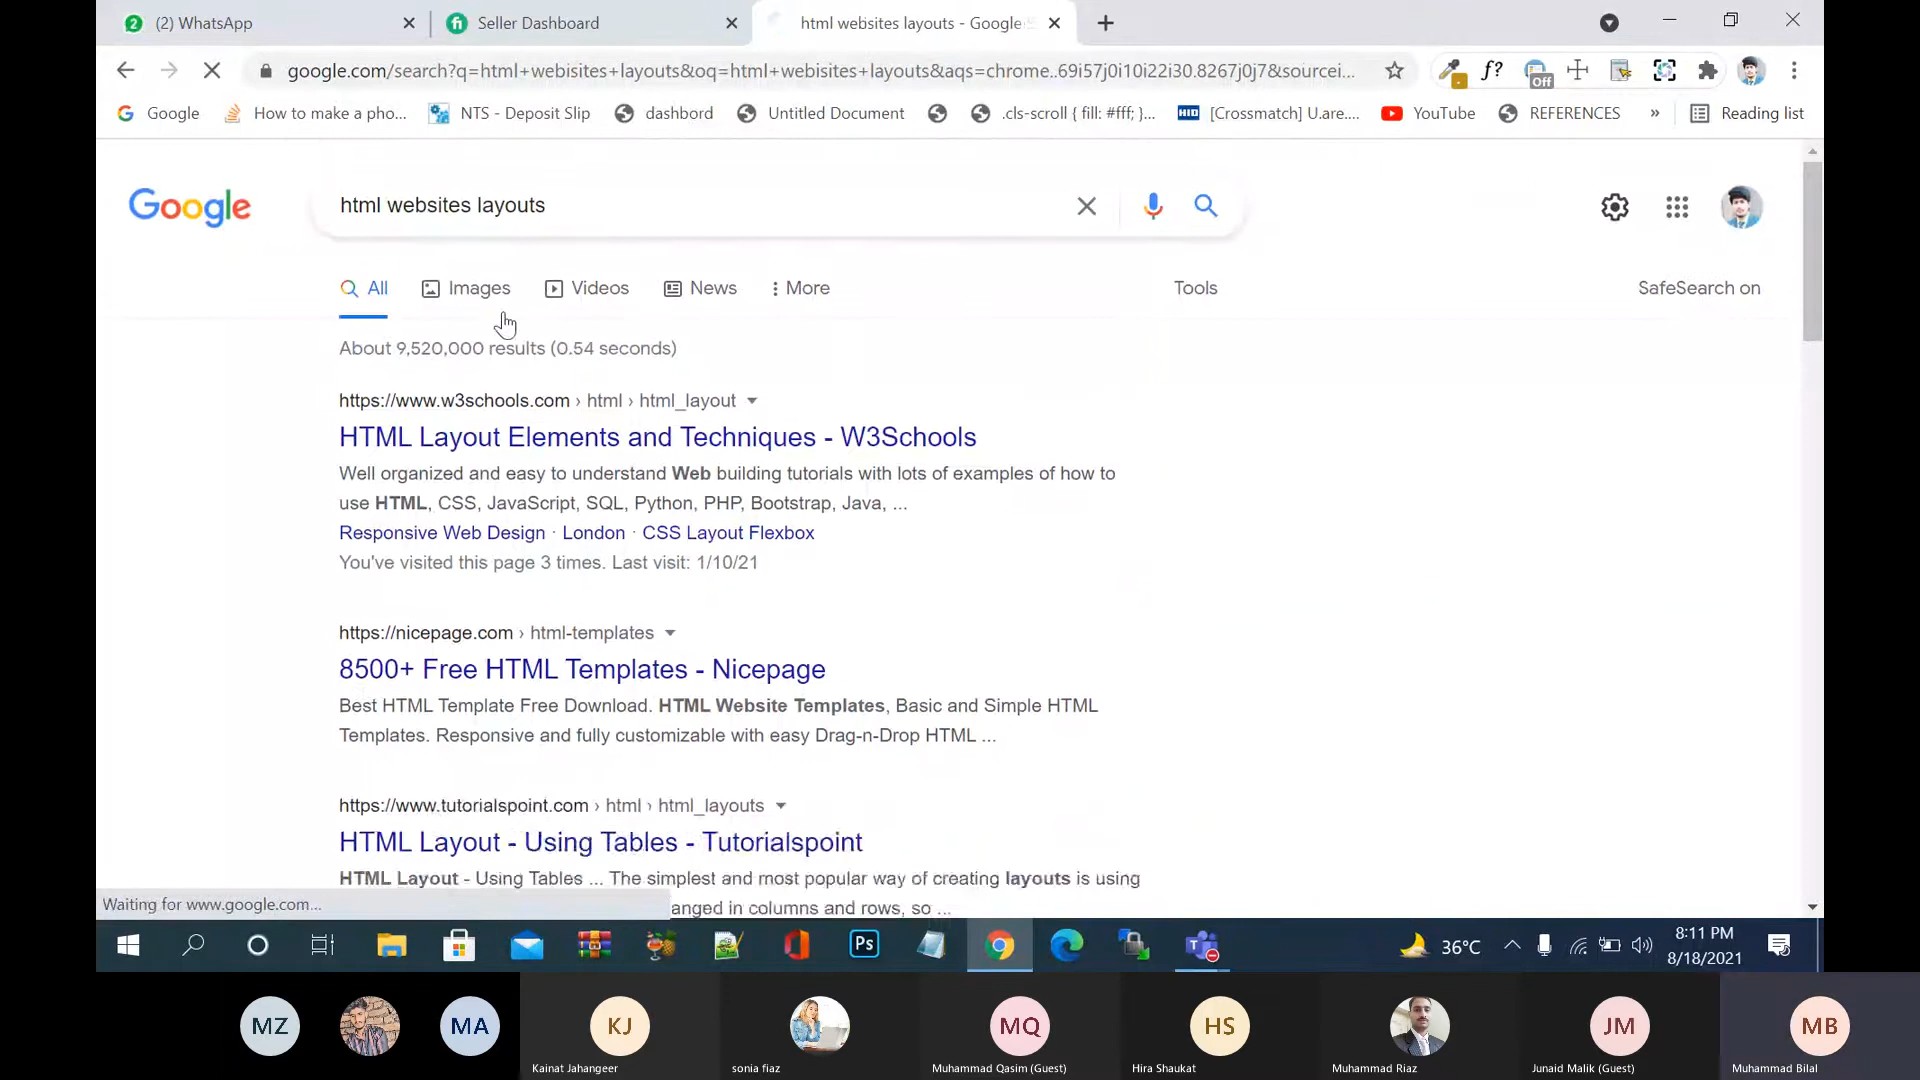 (2) WhatsApp
Seller Dashboard
html websites layouts - Google
google.com/search?q=html+webisites+layouts&oq=html+webisites+layouts&aqs=chrome..69i57j0i10i22i30.8267j0j7&sourcei...
f?
Off
Google
How to make a pho...
NTS - Deposit Slip
dashbord
Untitled Document
.cls-scroll { fill: #fff; }...
HID
[Crossmatch] U.are....
YouTube
REFERENCES
»
Reading list
Google
html websites layouts
All
Images
Videos
News
More
Tools
SafeSearch on
About 9,520,000 results (0.54 seconds)
https://www.w3schools.com › html › html_layout
HTML Layout Elements and Techniques - W3Schools
Well organized and easy to understand Web building tutorials with lots of examples of how to
use HTML, CSS, JavaScript, SQL, Python, PHP, Bootstrap, Java, ...
Responsive Web Design · London · CSS Layout Flexbox
You've visited this page 3 times. Last visit: 1/10/21
https://nicepage.com › html-templates
8500+ Free HTML Templates - Nicepage
Best HTML Template Free Download. HTML Website Templates, Basic and Simple HTML
Templates. Responsive and fully customizable with easy Drag-n-Drop HTML ...
https://www.tutorialspoint.com › html › html_layouts
HTML Layout - Using Tables - Tutorialspoint
HTML Layout - Using Tables ... The simplest and most popular way of creating layouts is using
Waiting for www.google.com...
anged in columns and rows, so ...
Ps
36°C
8:11 PM
8/18/2021
MZ
MA
KJ
MQ
HS
JM
MB
Kainat Jahangeer
sonia fiaz
Muhammad Qasim (Guest)
Hira Shaukat
Muhammad Riaz
Junaid Malik (Guest)
Muhammad Bilal